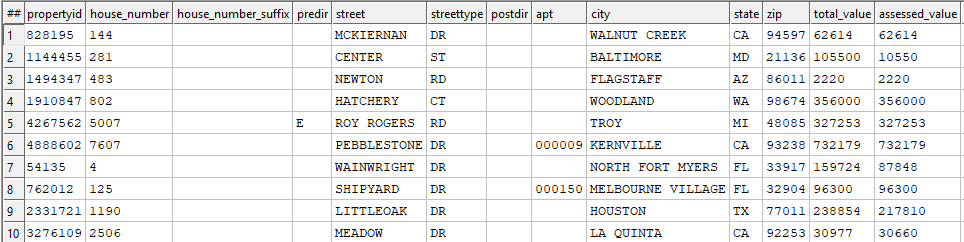 ## propertyid house_number house_number_suffix predir street streettype postdir apt city state zip total_value assessed_value
1 828195 144 MCKIERNAN DR WALNUT CREEK CA 94597 62614 62614
2 1144455 281 CENTER ST BALTIMORE MD 21136 105500 10550
3 1494347 483 NEWTON RD FLAGSTAFF AZ 86011 2220 2220
4 1910847 802 HATCHERY CT WOODLAND WA 98674 356000 356000
5 4267562 5007 E ROY ROGERS RD TROY MI 48085 327253 327253
6 4888602 7607 PEBBLESTONE DR 000009 KERNVILLE CA 93238 732179 732179
7 54135 4 WAINWRIGHT DR NORTH FORT MYERS FL 33917 159724 87848
8 762012 125 SHIPYARD DR 000150 MELBOURNE VILLAGE FL 32904 96300 96300
9 2331721 1190 LITTLEOAK DR HOUSTON TX 77011 238854 217810
10 3276109 2506 MEADOW DR LA QUINTA CA 92253 30977 30660